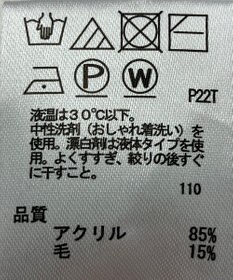 P22T
液温は30℃以下。
中性洗剤（おしゃれ着洗い）を
使用。漂白剤は液体タイプを使
用。よくすすぎ、絞りの後すぐ
に干すこと。
110
品質
アクリル 85%
毛 15%